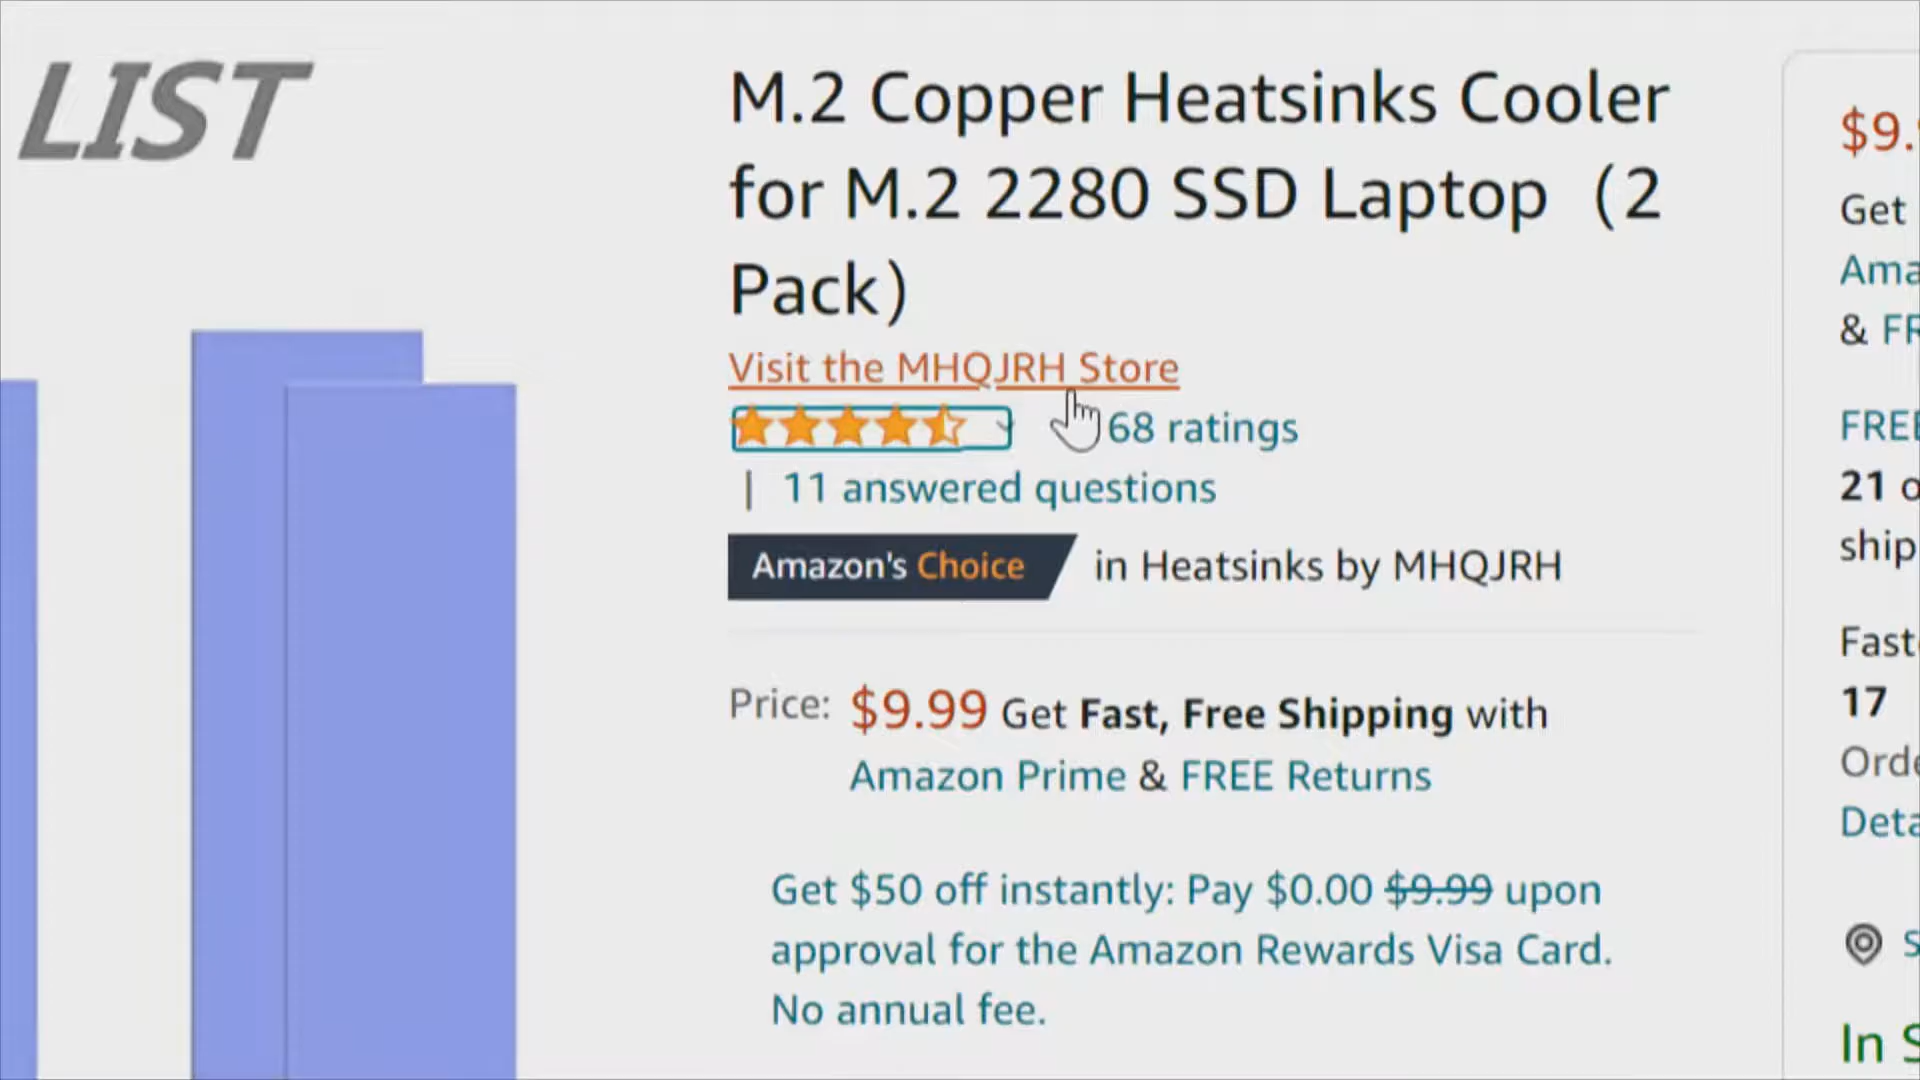 LIST
M.2 Copper Heatsinks Cooler
for M.2 2280 SSD Laptop（2
Pack）
Visit the MHQJRH Store
68 ratings
| 11 answered questions
Amazon's Choice in Heatsinks by MHQJRH
Price: $9.99 Get Fast, Free Shipping with
Amazon Prime & FREE Returns
Get $50 off instantly: Pay $0.00 $9.99 upon
approval for the Amazon Rewards Visa Card.
No annual fee.
$9.
Get
Ama
& FR
FREE
21 o
ship
Fast
17
Orde
Deta
In S